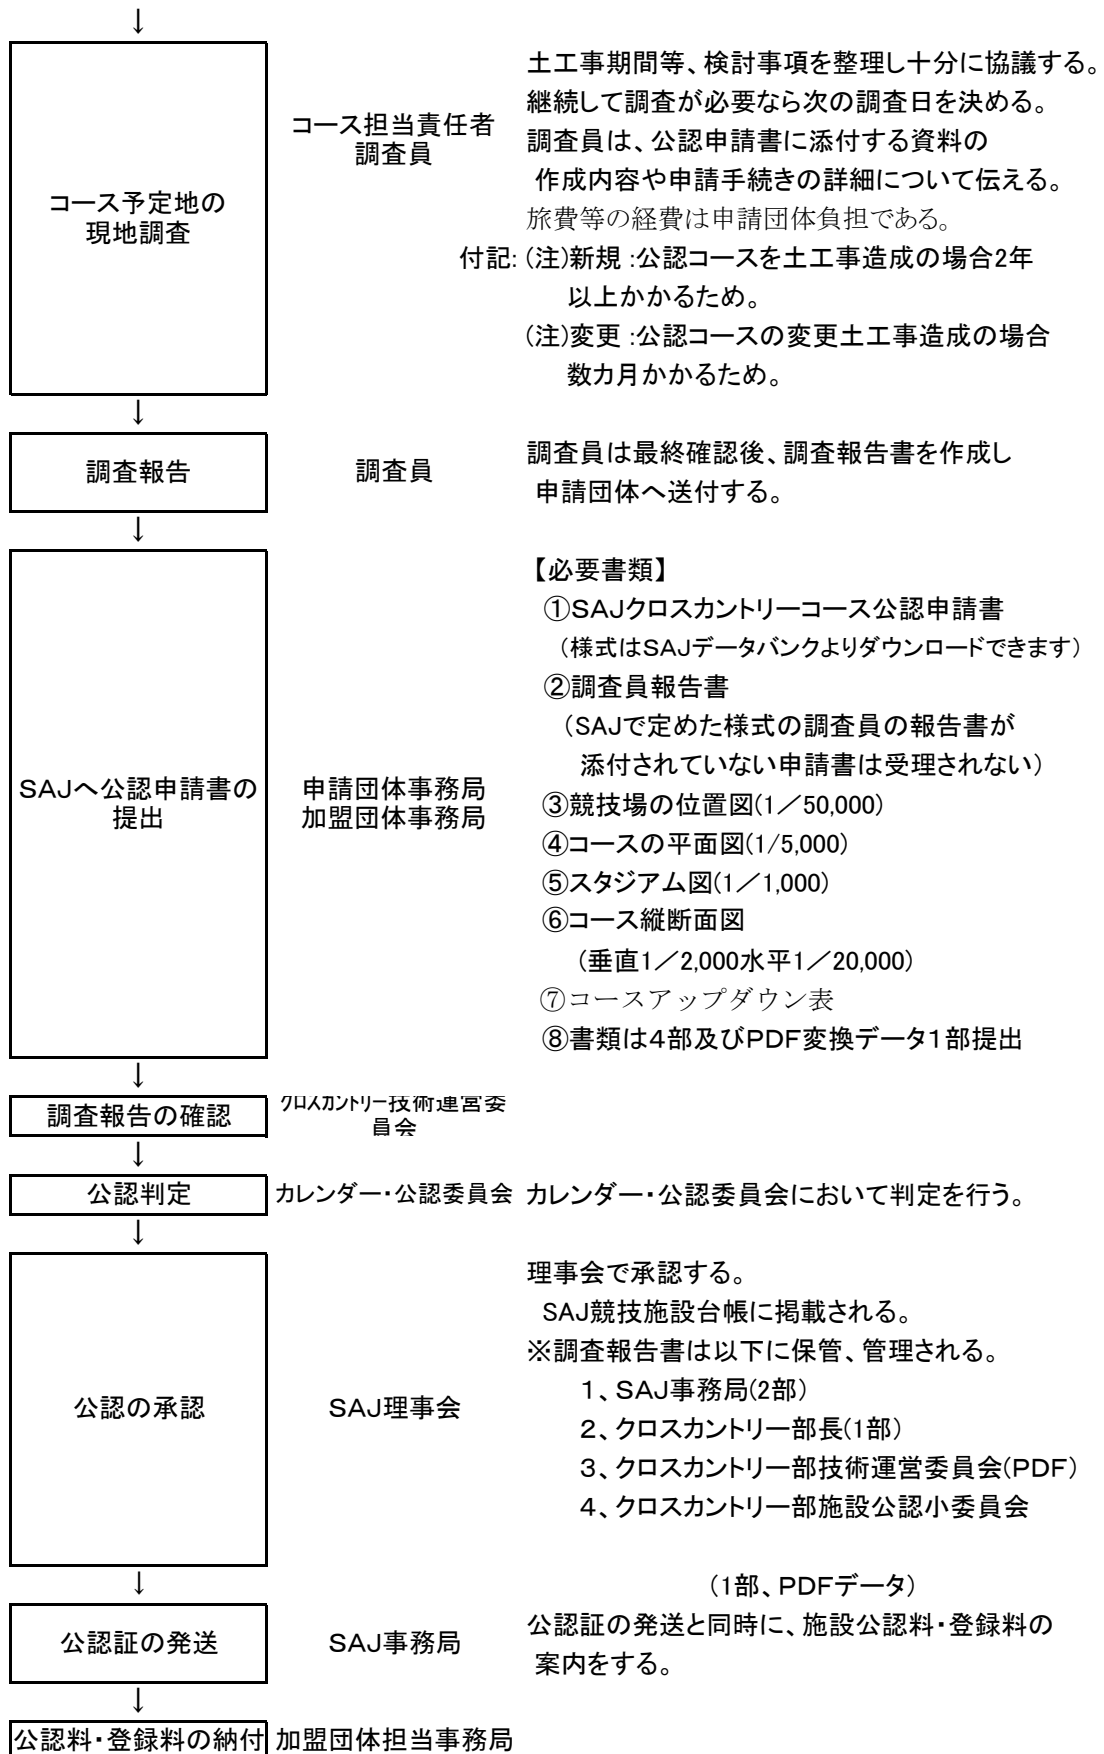 ↓
コース予定地の
現地調査
コース担当責任者
調査員
土工事期間等、検討事項を整理し十分に協議する。
継続して調査が必要なら次の調査日を決める。
調査員は、公認申請書に添付する資料の
作成内容や申請手続きの詳細について伝える。
旅費等の経費は申請団体負担である。
付記: (注)新規 :公認コースを土工事造成の場合2年
以上かかるため。
(注)変更 :公認コースの変更土工事造成の場合
数カ月かかるため。
↓
調査報告
調査員
調査員は最終確認後、調査報告書を作成し
申請団体へ送付する。
↓
SAJへ公認申請書の
提出
申請団体事務局
加盟団体事務局
【必要書類】
①SAJクロスカントリーコース公認申請書
(様式はSAJデータバンクよりダウンロードできます)
②調査員報告書
(SAJで定めた様式の調査員の報告書が
添付されていない申請書は受理されない)
③競技場の位置図(1/50,000)
④コースの平面図(1/5,000)
⑤スタジアム図(1/1,000)
⑥コース縦断面図
(垂直1/2,000水平1/20,000)
⑦コースアップダウン表
⑧書類は4部及びPDF変換データ1部提出
↓
調査報告の確認
クロスカントリー技術運営委
員会
↓
公認判定
カレンダー・公認委員会
カレンダー・公認委員会において判定を行う。
↓
公認の承認
SAJ理事会
理事会で承認する。
SAJ競技施設台帳に掲載される。
※調査報告書は以下に保管、管理される。
1、SAJ事務局(2部)
2、クロスカントリー部長(1部)
3、クロスカントリー部技術運営委員会(PDF)
4、クロスカントリー部施設公認小委員会
(1部、PDFデータ)
↓
公認証の発送
SAJ事務局
公認証の発送と同時に、施設公認料・登録料の
案内をする。
↓
公認料・登録料の納付
加盟団体担当事務局